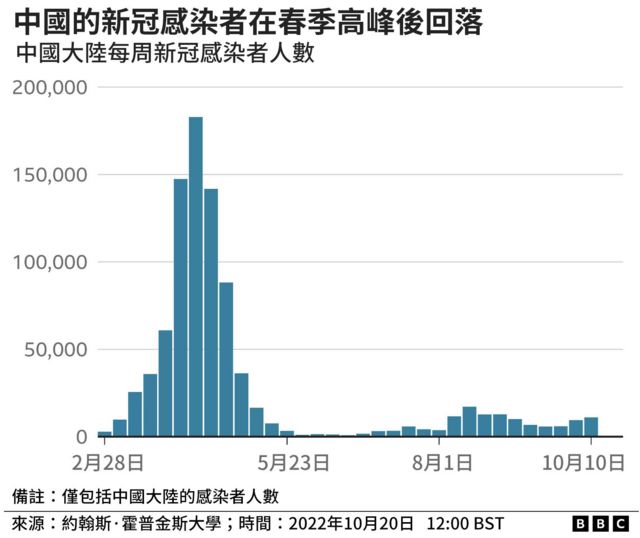 中國的新冠感染者在春季高峰後回落
中國大陸每周新冠感染者人數
200,000
150,000
100,000
50,000
0
2月28日 5月23日 8月1日 10月10日
備註：僅包括中國大陸的感染者人數
來源：約翰斯·霍普金斯大學；時間：2022年10月20日 12:00 BST
BBC